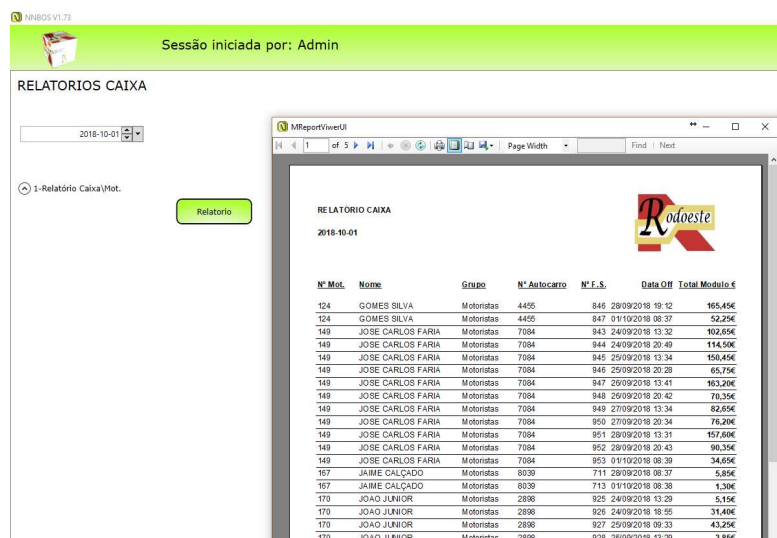 NNBOS V1.73
Sessão iniciada por: Admin
RELATORIOS CAIXA
2018-10-01
1-Relatório Caixa\Mot.
Relatorio
MReportViwerUI
1 of 5 Page Width Find | Next
RELATÓRIO CAIXA
2018-10-01
Rodoeste
Nº Mot. Nome Grupo Nº Autocarro Nº F.S. Data Off Total Modulo €
124 GOMES SILVA Motoristas 4455 846 28/09/2018 19:12 165,45€
124 GOMES SILVA Motoristas 4455 847 01/10/2018 08:37 52,25€
149 JOSE CARLOS FARIA Motoristas 7084 943 24/09/2018 13:32 102,65€
149 JOSE CARLOS FARIA Motoristas 7084 944 24/09/2018 20:49 114,50€
149 JOSE CARLOS FARIA Motoristas 7084 945 25/09/2018 13:34 150,45€
149 JOSE CARLOS FARIA Motoristas 7084 946 25/09/2018 20:28 65,75€
149 JOSE CARLOS FARIA Motoristas 7084 947 26/09/2018 13:41 163,20€
149 JOSE CARLOS FARIA Motoristas 7084 948 26/09/2018 20:42 70,35€
149 JOSE CARLOS FARIA Motoristas 7084 949 27/09/2018 13:34 82,65€
149 JOSE CARLOS FARIA Motoristas 7084 950 27/09/2018 20:34 76,20€
149 JOSE CARLOS FARIA Motoristas 7084 951 28/09/2018 13:31 157,60€
149 JOSE CARLOS FARIA Motoristas 7084 952 28/09/2018 20:43 90,35€
149 JOSE CARLOS FARIA Motoristas 7084 953 01/10/2018 08:39 34,65€
167 JAIME CALÇADO Motoristas 8039 711 28/09/2018 08:37 5,85€
167 JAIME CALÇADO Motoristas 8039 713 01/10/2018 08:38 1,30€
170 JOAO JUNIOR Motoristas 2898 925 24/09/2018 13:29 5,15€
170 JOAO JUNIOR Motoristas 2898 926 24/09/2018 18:55 31,40€
170 JOAO JUNIOR Motoristas 2898 927 25/09/2018 09:33 43,25€
170 JOAO JUNIOR Motoristas 2898 928 25/09/2018 13:29 3,85€